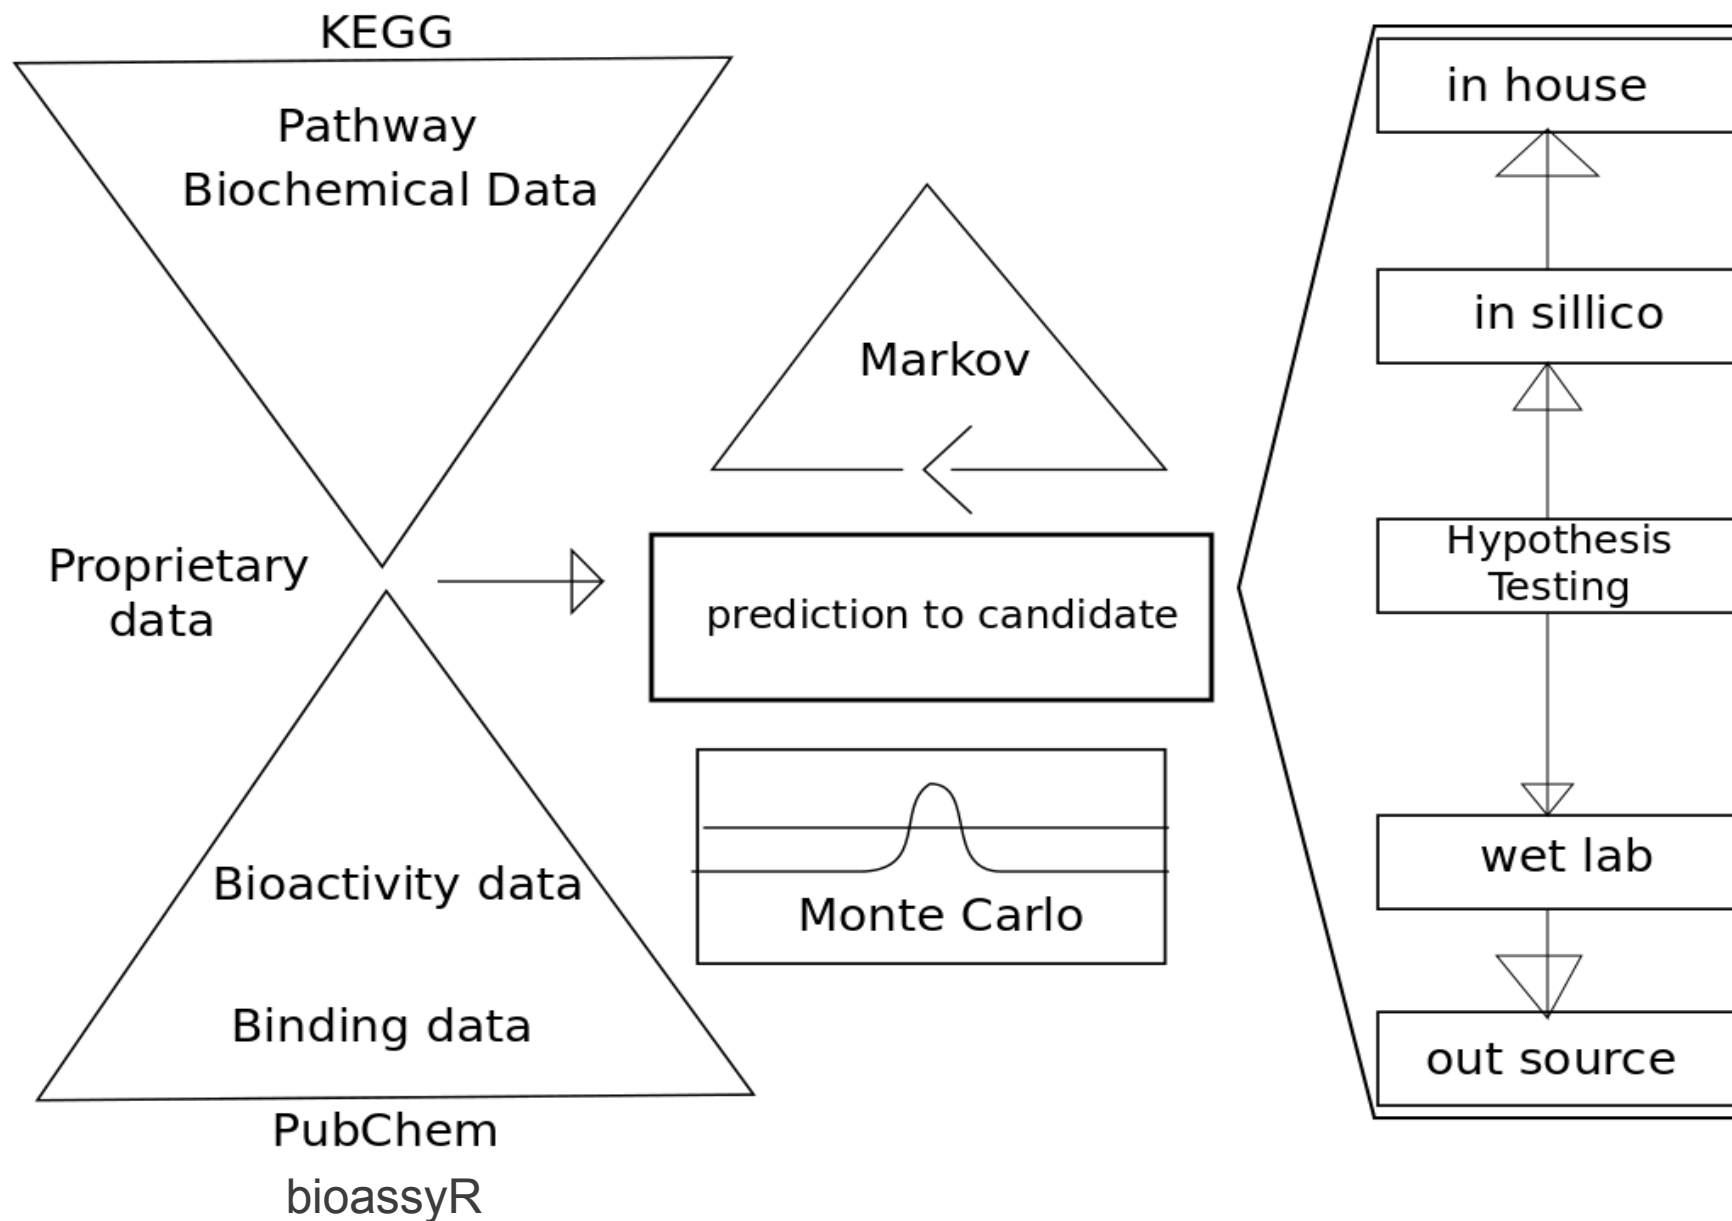 KEGG
Pathway
Biochemical Data
Proprietary
data
Bioactivity data
Binding data
PubChem
bioassyR
Markov
prediction to candidate
Monte Carlo
in house
in sillico
Hypothesis
Testing
wet lab
out source